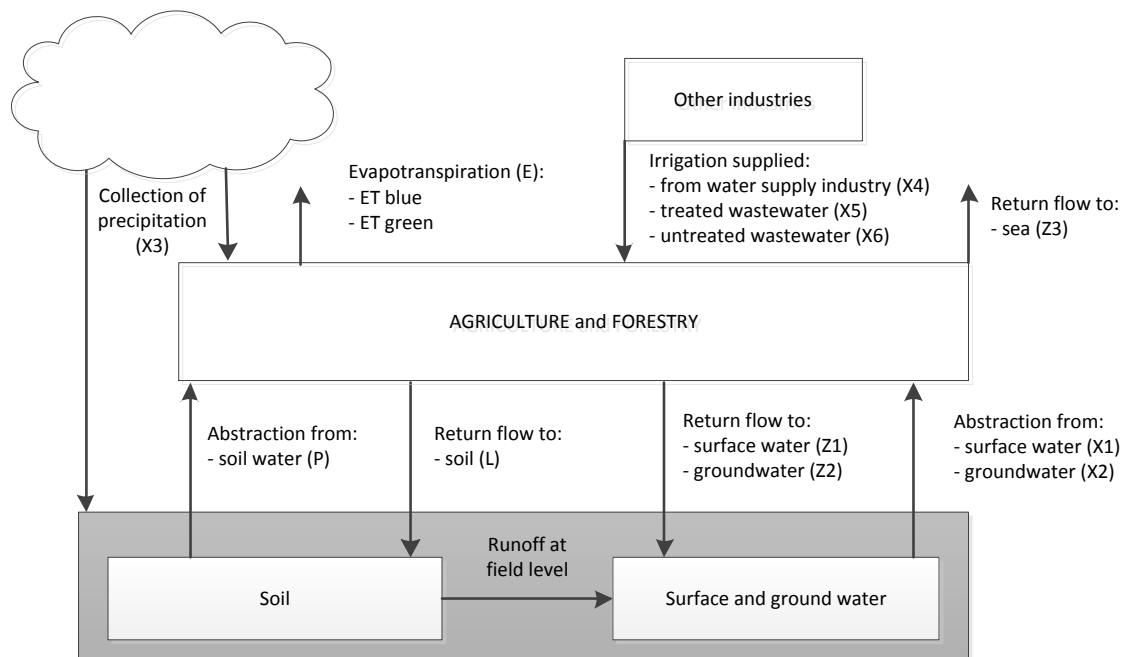 Other industries
Collection of
precipitation
(X3)
Evapotranspiration (E):
- ET blue
- ET green
Irrigation supplied:
- from water supply industry (X4)
- treated wastewater (X5)
- untreated wastewater (X6)
Return flow to:
- sea (Z3)
AGRICULTURE and FORESTRY
Abstraction from:
- soil water (P)
Return flow to:
- soil (L)
Return flow to:
- surface water (Z1)
- groundwater (Z2)
Abstraction from:
- surface water (X1)
- groundwater (X2)
Runoff at
field level
Soil
Surface and ground water